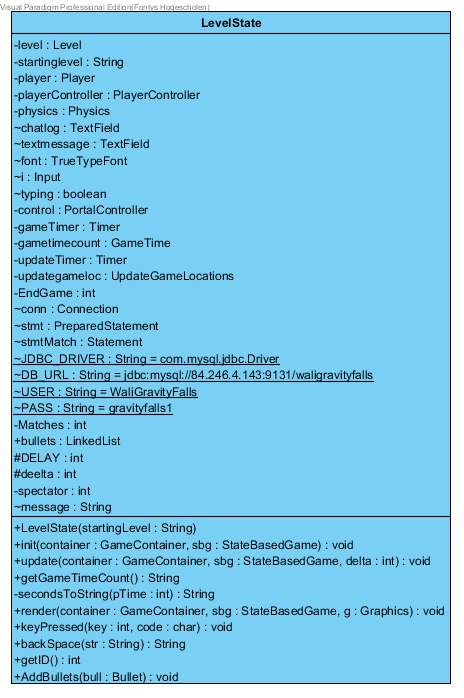 Visual Paradigm Professional Edition(Fontys Hogescholen)
LevelState
-level : Level
-startinglevel : String
-player : Player
-playerController : PlayerController
-physics : Physics
~chatlog : TextField
~textmessage : TextField
~font : TrueTypeFont
~i : Input
~typing : boolean
-control : PortalController
-gameTimer : Timer
-gametimecount : GameTime
-updateTimer : Timer
-updategameloc : UpdateGameLocations
-EndGame : int
~conn : Connection
~stmt : PreparedStatement
~stmtMatch : Statement
~JDBC_DRIVER : String = com.mysql.jdbc.Driver
~DB_URL : String = jdbc:mysql://84.246.4.143:9131/waligravityfalls
~USER : String = WaliGravityFalls
~PASS : String = gravityfalls1
-Matches : int
+bullets : LinkedList
#DELAY : int
#deelta : int
-spectator : int
~message : String
+LevelState(startingLevel : String)
+init(container : GameContainer, sbg : StateBasedGame) : void
+update(container : GameContainer, sbg : StateBasedGame, delta : int) : void
+getGameTimeCount() : String
-secondsToString(pTime : int) : String
+render(container : GameContainer, sbg : StateBasedGame, g : Graphics) : void
+keyPressed(key : int, code : char) : void
+backSpace(str : String) : String
+getID() : int
+AddBullets(bull : Bullet) : void